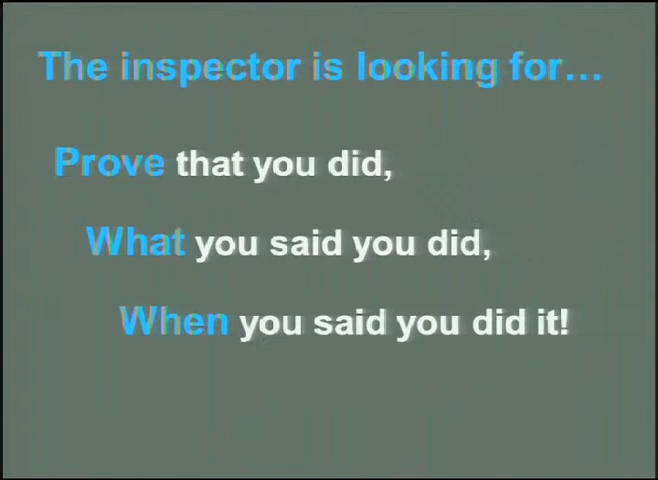 The inspector is looking for...
Prove that you did,
What you said you did,
When you said you did it!